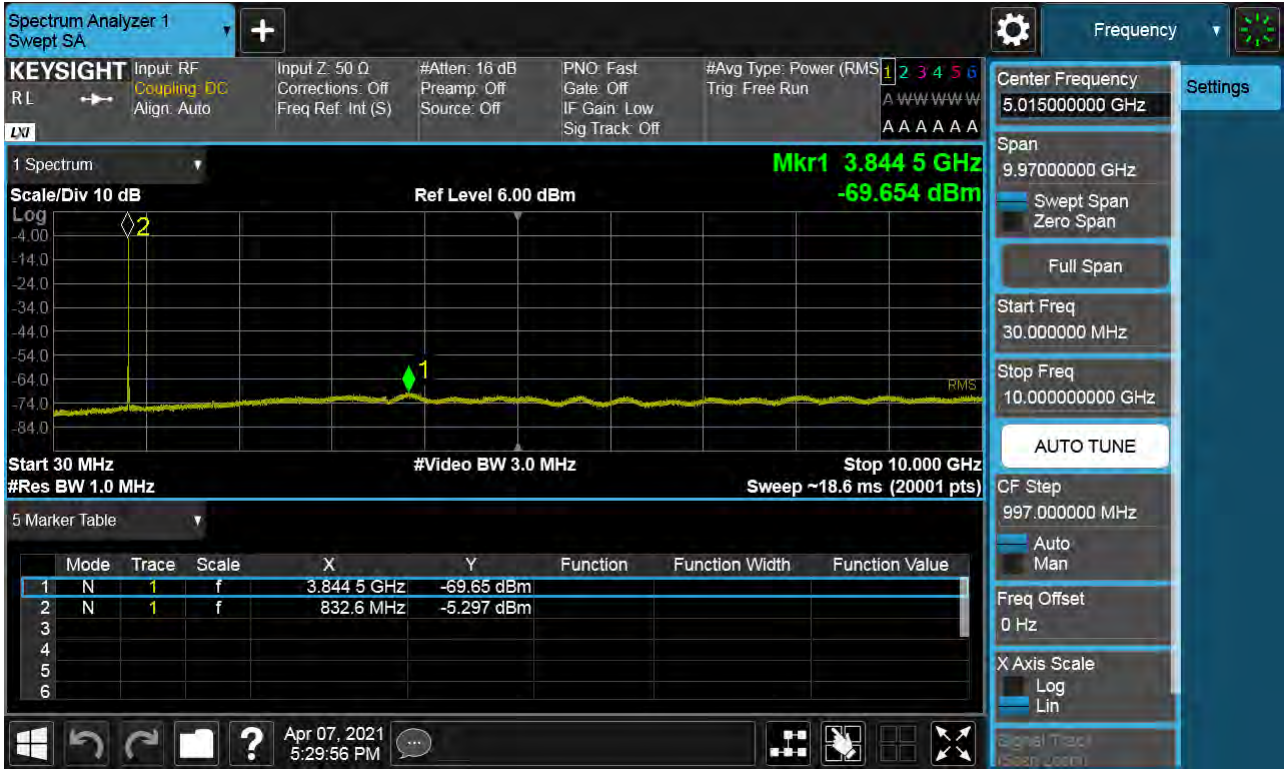 Spectrum Analyzer 1
Swept SA
Frequency
KEYSIGHT
R L
LXI
Input: RF
Coupling: DC
Align: Auto
Input Z: 50 Ω
Corrections: Off
Freq Ref: Int (S)
#Atten: 16 dB
Preamp: Off
Source: Off
PNO: Fast
Gate: Off
IF Gain: Low
Sig Track: Off
#Avg Type: Power (RMS
Trig: Free Run
1 2 3 4 5 6
A W W W W W
A A A A A A
1 Spectrum
Mkr1 3.844 5 GHz
-69.654 dBm
Scale/Div 10 dB
Ref Level 6.00 dBm
Log
-4.00
-14.0
-24.0
-34.0
-44.0
-54.0
-64.0
-74.0
-84.0
2
1
RMS
Start 30 MHz
#Video BW 3.0 MHz
Stop 10.000 GHz
#Res BW 1.0 MHz
Sweep ~18.6 ms (20001 pts)
5 Marker Table
Mode Trace Scale X Y Function Function Width Function Value
1 N 1 f 3.844 5 GHz -69.65 dBm
2 N 1 f 832.6 MHz -5.297 dBm
3
4
5
6
Apr 07, 2021
5:29:56 PM
Center Frequency
5.015000000 GHz
Settings
Span
9.97000000 GHz
Swept Span
Zero Span
Full Span
Start Freq
30.000000 MHz
Stop Freq
10.000000000 GHz
AUTO TUNE
CF Step
997.000000 MHz
Auto
Man
Freq Offset
0 Hz
X Axis Scale
Log
Lin
Signal Track
(Span Zoom)